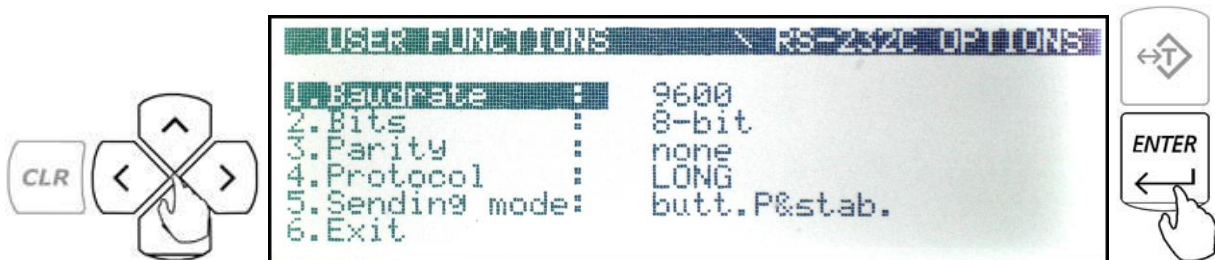 USER FUNCTIONS \ RS-232C OPTIONS
1.Baudrate : 9600
2.Bits : 8-bit
3.Parity : none
4.Protocol : LONG
5.Sending mode: butt.P&stab.
6.Exit
CLR
↔T
ENTER